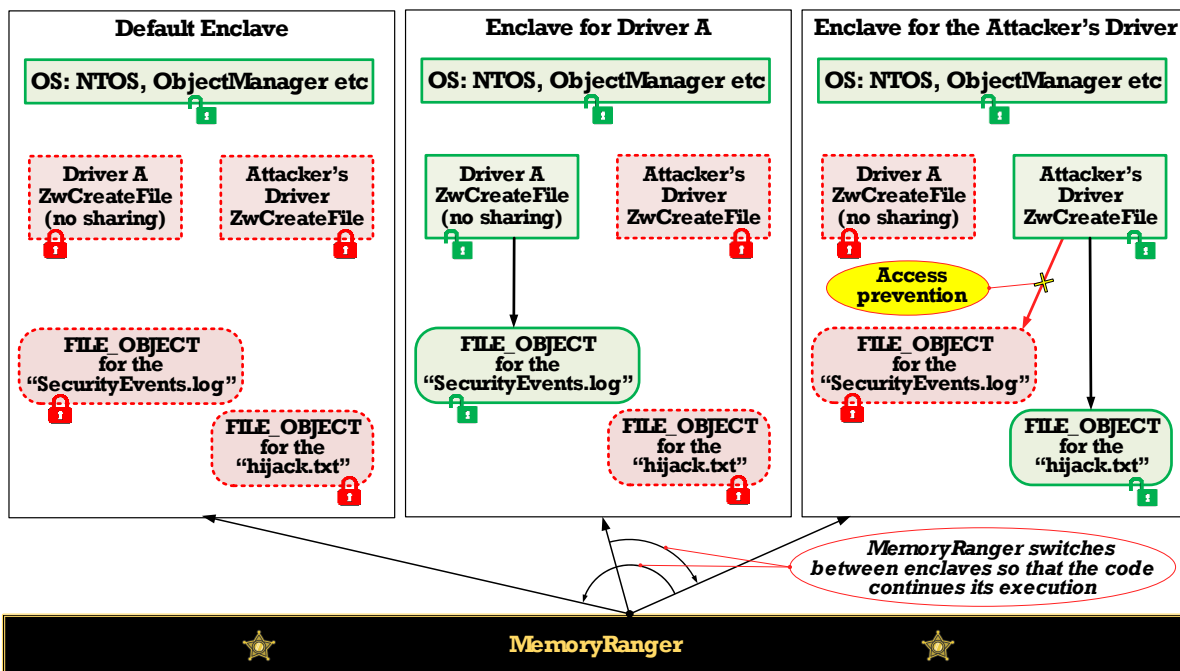 Default Enclave
OS: NTOS, ObjectManager etc
Driver A
ZwCreateFile
(no sharing)
Attacker's
Driver
ZwCreateFile
FILE_OBJECT
for the
“SecurityEvents.log”
FILE_OBJECT
for the
“hijack.txt”
Enclave for Driver A
OS: NTOS, ObjectManager etc
Driver A
ZwCreateFile
(no sharing)
Attacker's
Driver
ZwCreateFile
FILE_OBJECT
for the
“SecurityEvents.log”
FILE_OBJECT
for the
“hijack.txt”
Enclave for the Attacker's Driver
OS: NTOS, ObjectManager etc
Driver A
ZwCreateFile
(no sharing)
Attacker's
Driver
ZwCreateFile
Access
prevention
FILE_OBJECT
for the
“SecurityEvents.log”
FILE_OBJECT
for the
“hijack.txt”
MemoryRanger switches
between enclaves so that the code
continues its execution
MemoryRanger